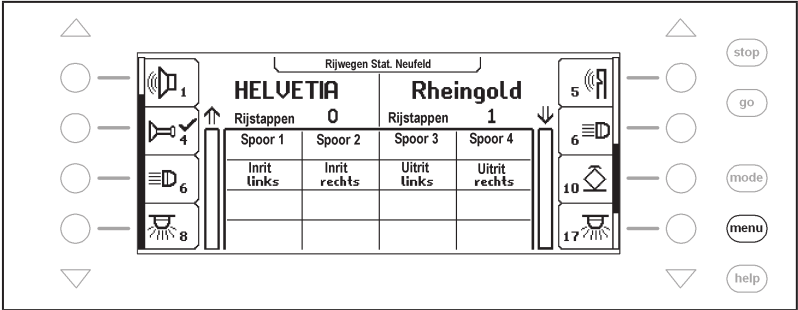 Rijwegen Stat. Neufeld
HELVETIA Rheingold
Rijstappen 0 Rijstappen 1
Spoor 1 Spoor 2 Spoor 3 Spoor 4
Inrit links Inrit rechts Uitrit links Uitrit rechts
1
4
6
8
5
6
10
17
stop
go
mode
menu
help